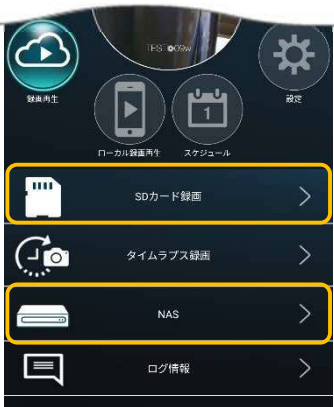 録画再生
設定
1
ローカル録画再生
スケジュール
SDカード録画
タイムラプス録画
NAS
ログ情報